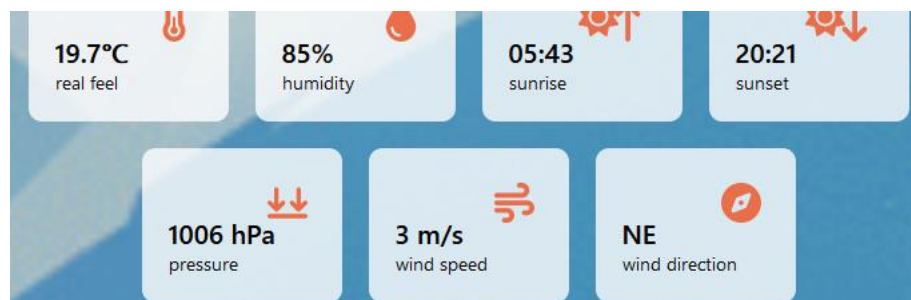 19.7°C
real feel
85%
humidity
05:43
sunrise
20:21
sunset
1006 hPa
pressure
3 m/s
wind speed
NE
wind direction